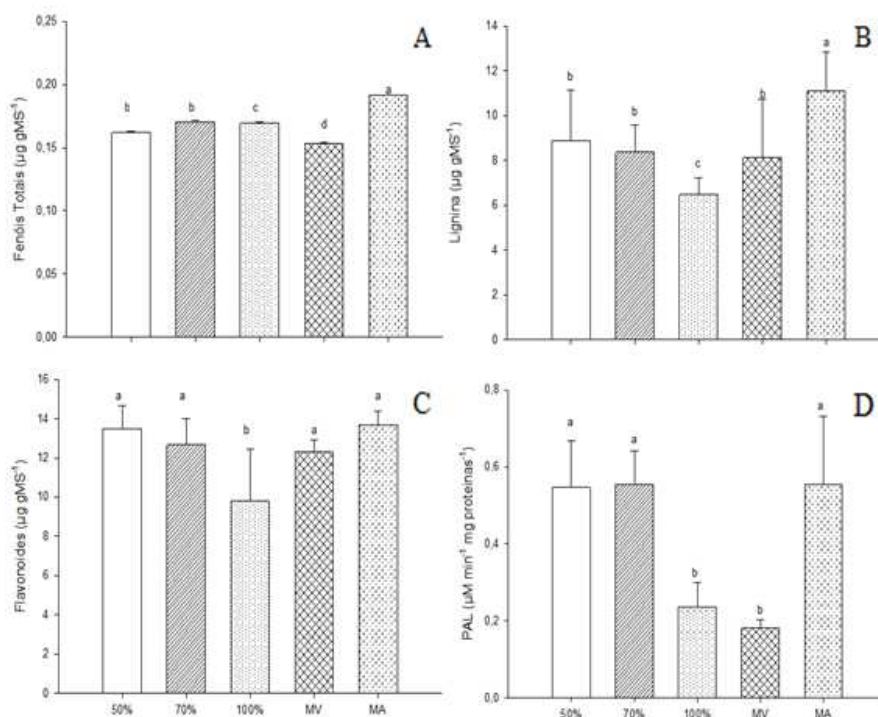 A
Fenóis Totais (µg gMS⁻¹)
0,25
0,20
0,15
0,10
0,05
0,00
b
b
c
d
a
B
Lignina (µg gMS⁻¹)
14
12
10
8
6
4
2
0
b
b
c
b
a
C
Flavonoides (µg gMS⁻¹)
16
14
12
10
8
6
4
2
0
a
a
b
a
a
50%
70%
100%
MV
MA
D
PAL (µM min⁻¹ mg proteinas⁻¹)
0,8
0,6
0,4
0,2
0,0
a
a
b
b
a
50%
70%
100%
MV
MA